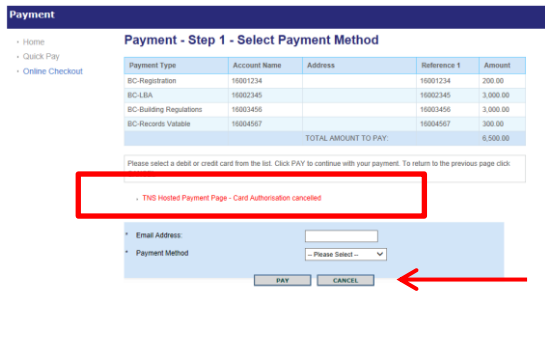 Payment
Home
Quick Pay
Online Checkout
Payment - Step 1 - Select Payment Method
Payment Type Account Name Address Reference 1 Amount
BC-Registration 16001234 16001234 200.00
BC-LBA 16002345 16002345 3,000.00
BC-Building Regulations 16003456 16003456 3,000.00
BC-Records Vatable 16004567 16004567 300.00
TOTAL AMOUNT TO PAY: 6,500.00
Please select a debit or credit card from the list. Click PAY to continue with your payment. To return to the previous page click
TNS Hosted Payment Page - Card Authorisation cancelled
* Email Address:
* Payment Method -- Please Select --
PAY CANCEL